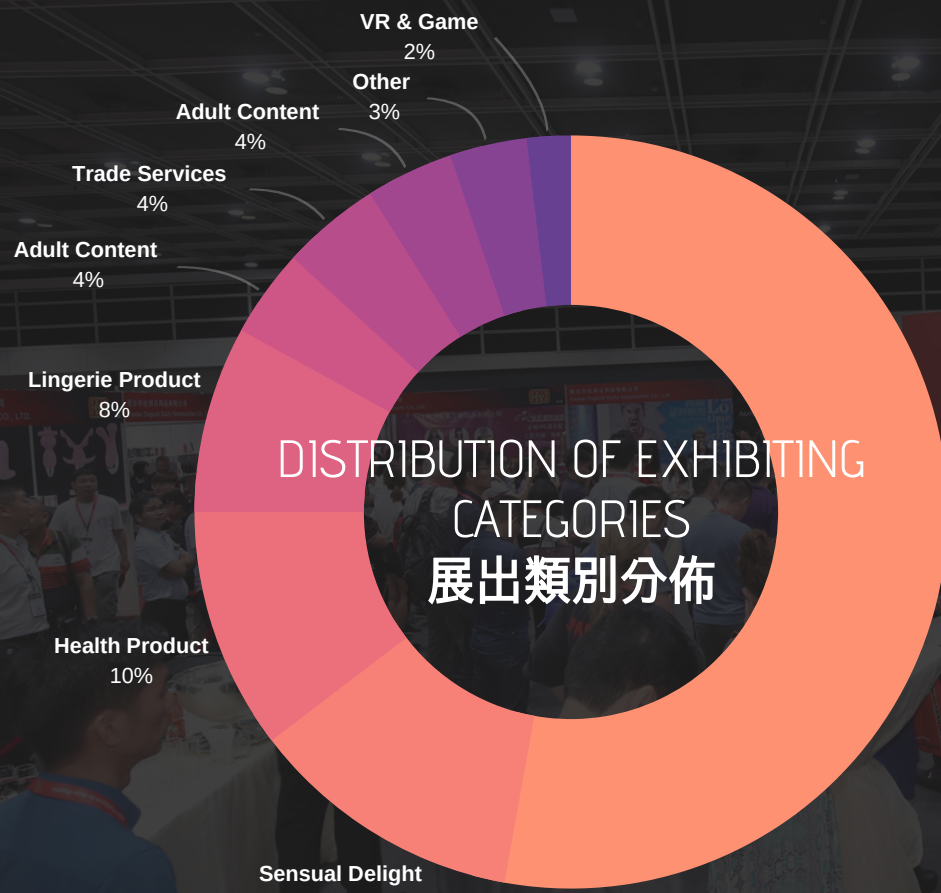 VR & Game
2%
Other
3%
Adult Content
4%
Trade Services
4%
Adult Content
4%
Lingerie Product
8%
Health Product
10%
Sensual Delight
DISTRIBUTION OF EXHIBITING
CATEGORIES
展出類別分佈